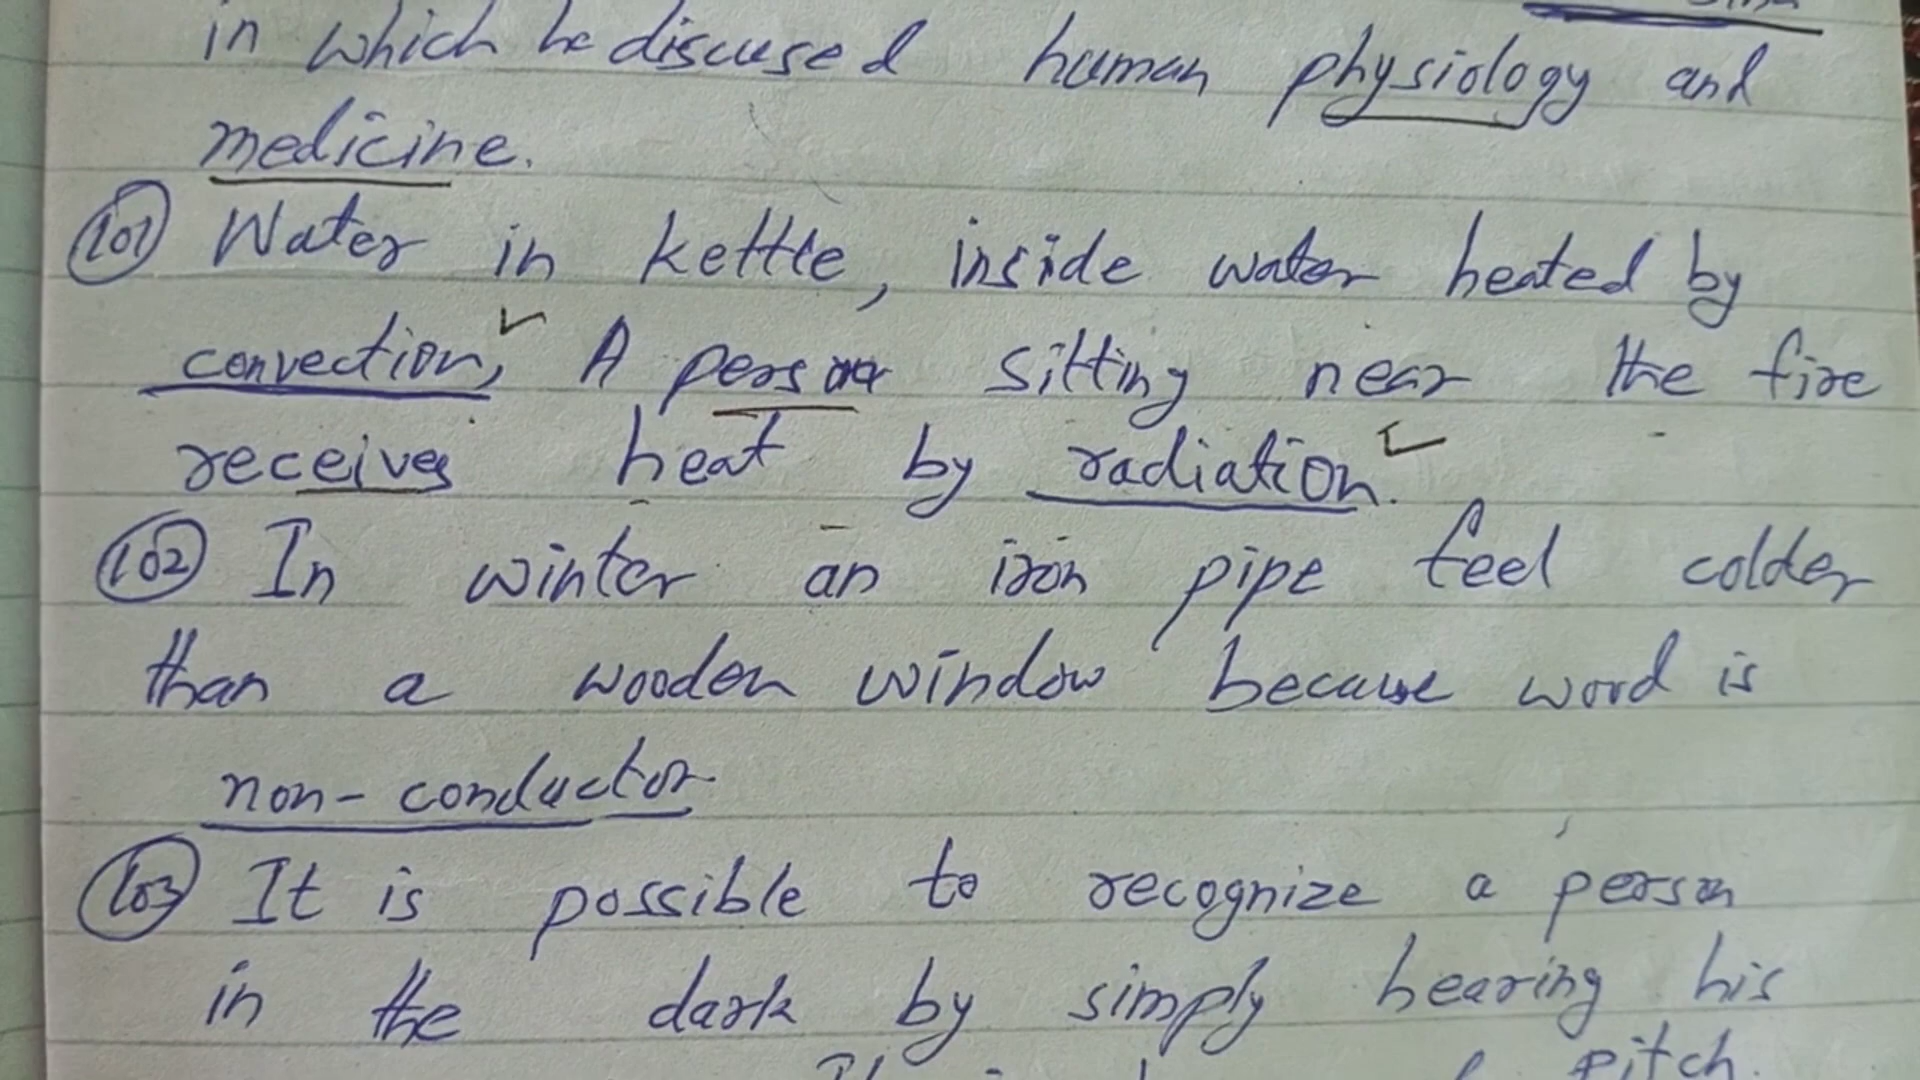 in which he discused human physiology and
medicine.
101 Water in kettle, inside water heated by
convection, A person sitting near the fire
receives heat by radiation.
102 In winter an iron pipe feel colder
than a wooden window because word is
non-conductor
103 It is possible to recognize a person
in the dark by simply hearing his
pitch.